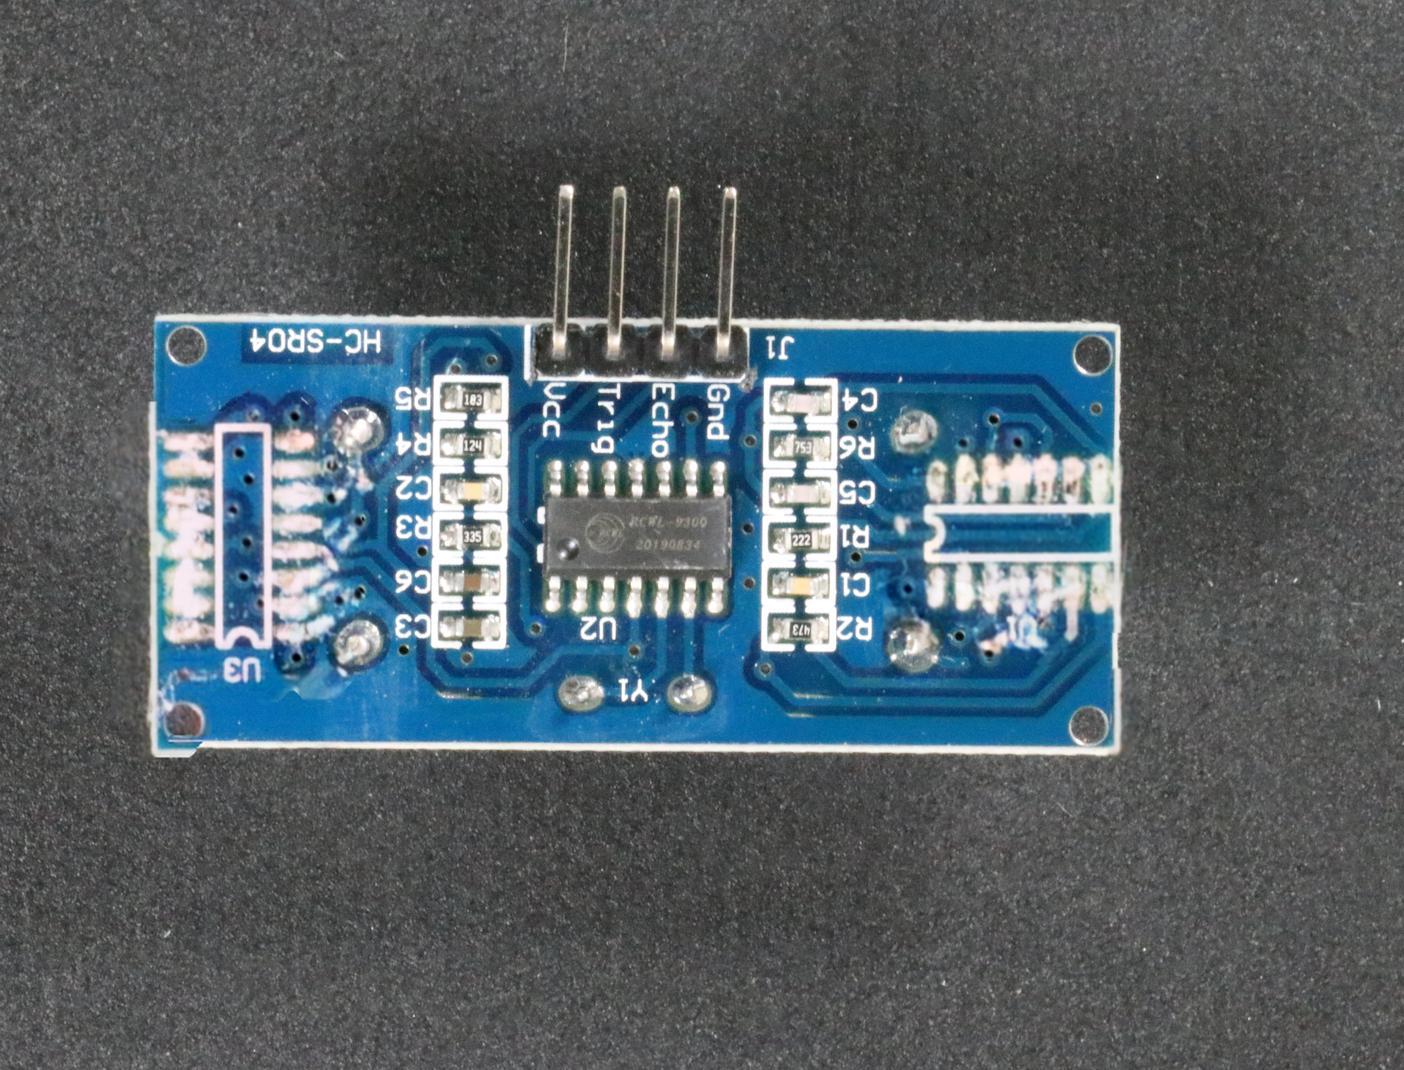 HC-SR04
J1
Vcc
Trig
Echo
Gnd
R5
183
R4
124
C2
R3
335
C6
C3
C4
R6
753
C5
R1
222
C1
R2
473
RCWL-9300
20190834
U2
U3
Y1